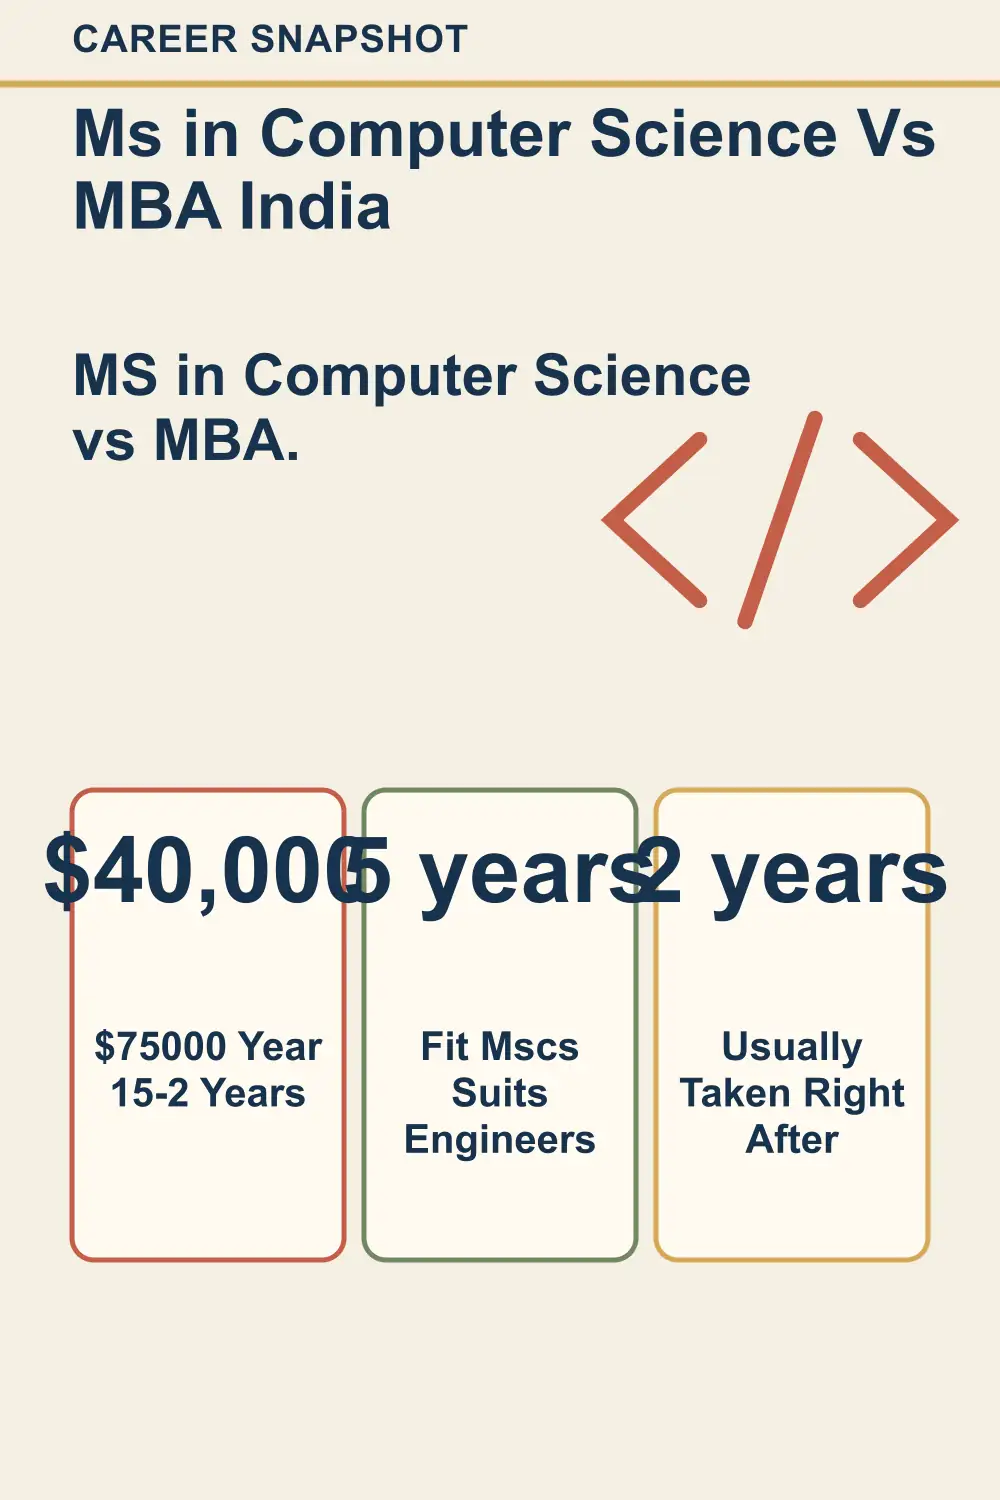 CAREER SNAPSHOT
Ms in Computer Science Vs
MBA India
MS in Computer Science
vs MBA.
$40,000
5 years
2 years
$75000 Year
15-2 Years
Fit Mscs
Suits
Engineers
Usually
Taken Right
After